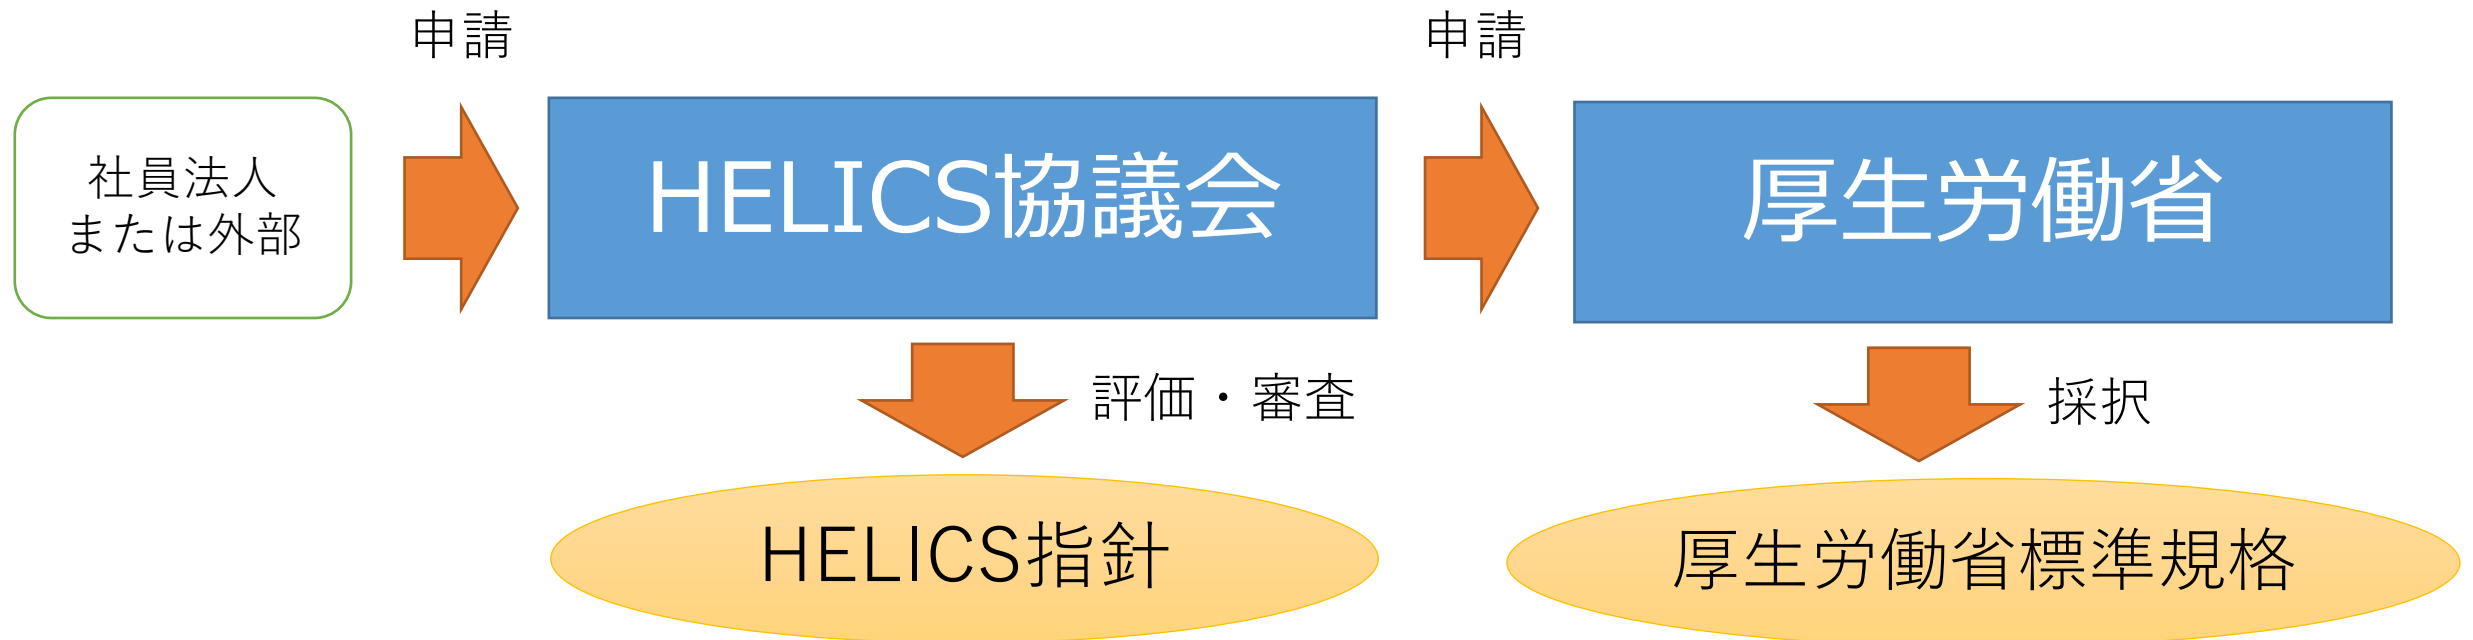 申請
申請
社員法人
または外部
HELICS協議会
厚生労働省
評価・審査
採択
HELICS指針
厚生労働省標準規格